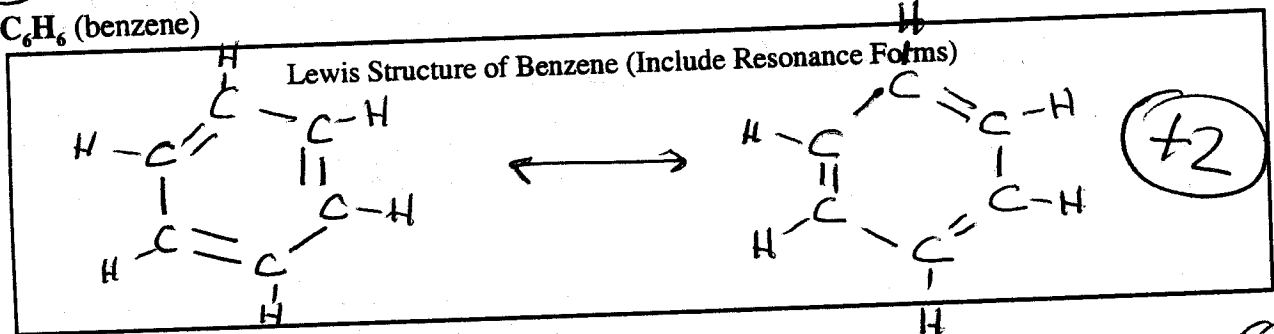 C₆H₆ (benzene)
H H
Lewis Structure of Benzene (Include Resonance Forms)
C C
C-H C-H
H-C H-C +2
C-H C-H
C C
H C H C
H H